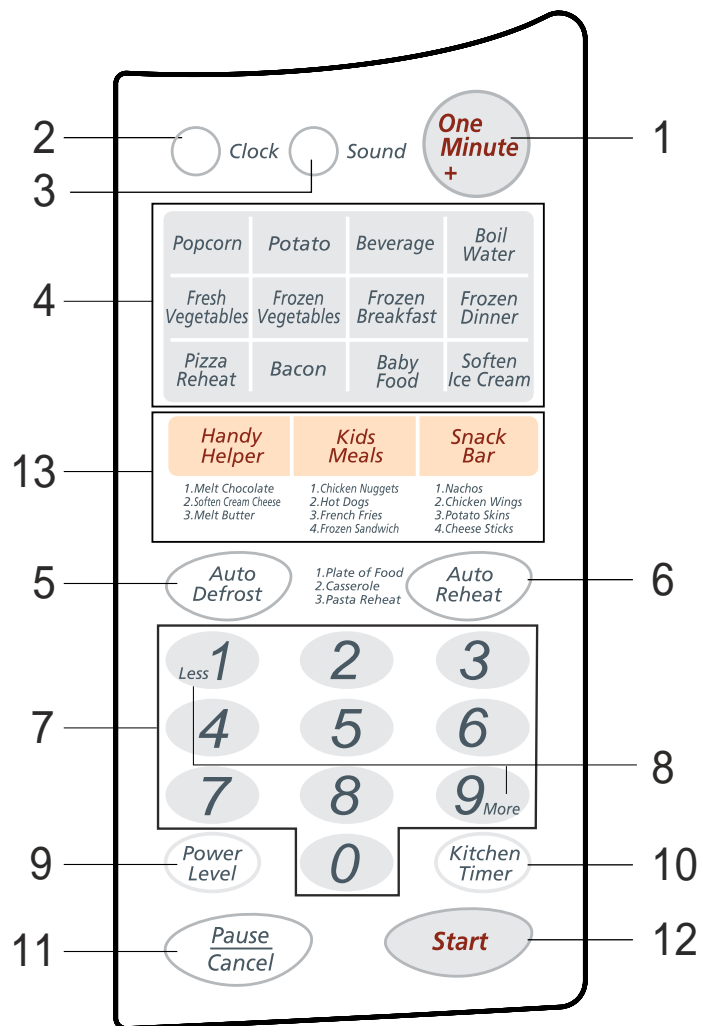 One
Minute
+
2
Clock
Sound
1
3
Popcorn
Potato
Beverage
Boil
Water
4
Fresh
Vegetables
Frozen
Vegetables
Frozen
Breakfast
Frozen
Dinner
Pizza
Reheat
Bacon
Baby
Food
Soften
Ice Cream
13
Handy
Helper
Kids
Meals
Snack
Bar
1.Melt Chocolate
2.Soften Cream Cheese
3.Melt Butter
1.Chicken Nuggets
2.Hot Dogs
3.French Fries
4.Frozen Sandwich
1.Nachos
2.Chicken Wings
3.Potato Skins
4.Cheese Sticks
5
Auto
Defrost
1.Plate of Food
2.Casserole
3.Pasta Reheat
Auto
Reheat
6
Less 1
2
3
7
4
5
6
8
7
8
9 More
9
Power
Level
0
Kitchen
Timer
10
11
Pause
Cancel
Start
12